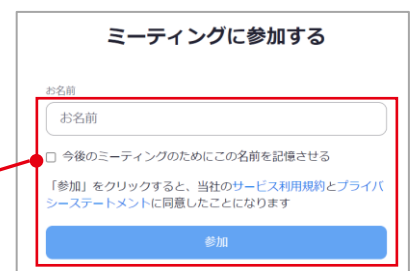 ミーティングに参加する
お名前
お名前
今後のミーティングのためにこの名前を記憶させる
「参加」をクリックすると、当社のサービス利用規約とプライバ
シーステートメントに同意したことになります
参加